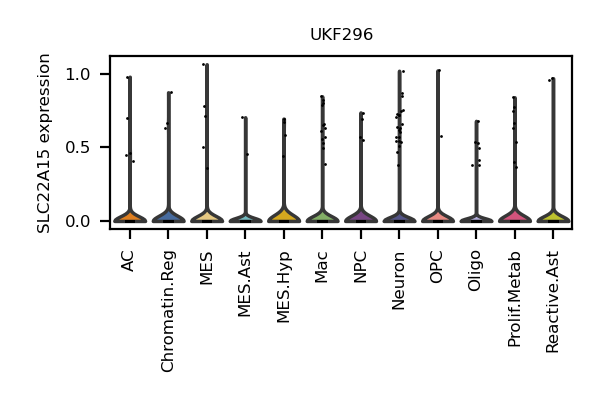 UKF296
SLC22A15 expression
1.0
0.5
0.0
AC
Chromatin.Reg
MES
MES.Ast
MES.Hyp
Mac
NPC
Neuron
OPC
Oligo
Prolif.Metab
Reactive.Ast